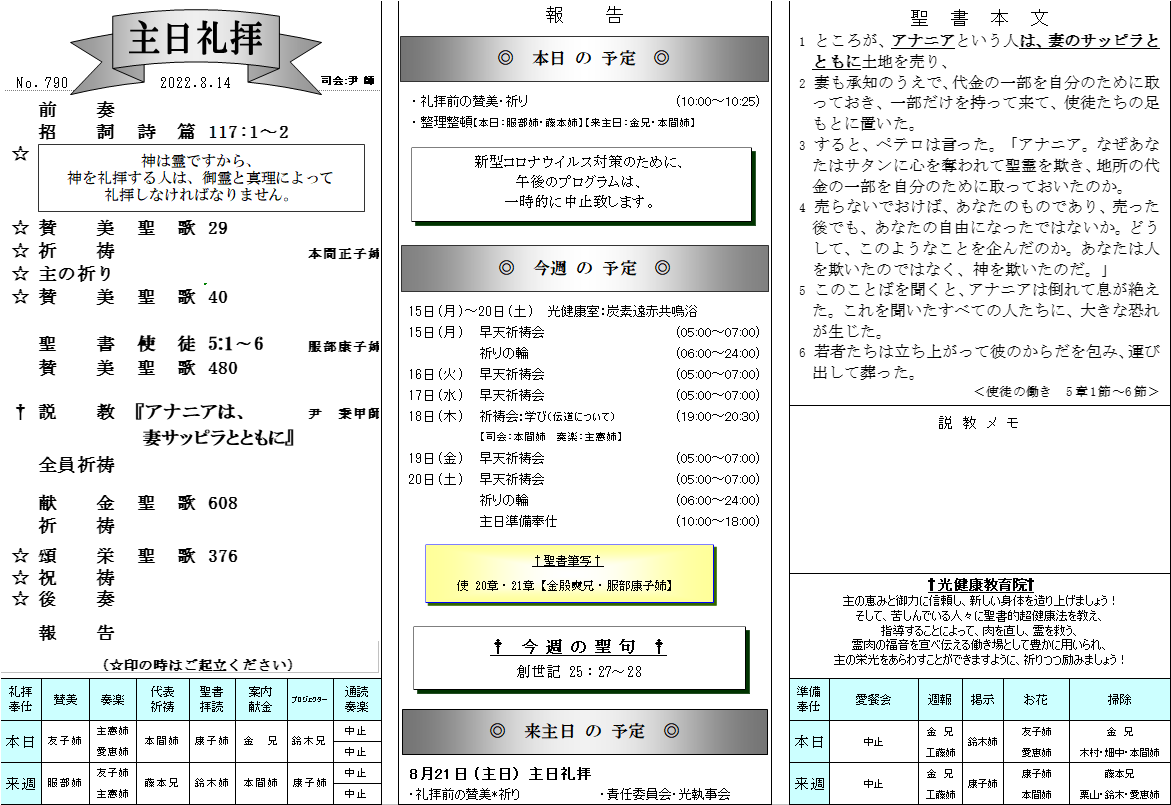 主日礼拝
No. 790
2022.8.14
司会:尹 師
前 奏
招 詞 詩 篇 117:1～2
☆
神は霊ですから、
神を礼拝する人は、御霊と真理によって
礼拝しなければなりません。
☆ 賛 美 聖 歌 29
☆ 祈 祷 本間正子姉
☆ 主の祈り
☆ 賛 美 聖 歌 40
聖 書 使 徒 5:1～6 服部康子姉
賛 美 聖 歌 480
† 説 教 『アナニアは、 尹 秉甲師
妻サッピラとともに』
全員祈祷
献 金 聖 歌 608
祈 祷
☆ 頌 栄 聖 歌 376
☆ 祝 祷
☆ 後 奏
報 告
(☆印の時はご起立ください)
礼拝奉仕 賛美 奏楽 代表祈祷 聖書拝読 案内献金 プロジェクター 通読奏楽
本日 友子姉 主憲姉 愛恵姉 本間姉 康子姉 金 兄 鈴木兄 中止 中止
来週 服部姉 友子姉 主憲姉 藤本兄 鈴木姉 本間姉 康子姉 中止 中止
報 告
◎ 本日 の 予定 ◎
・礼拝前の賛美・祈り (10:00～10:25)
・整理整頓【本日:服部姉・藤本姉】【来主日:金兄・本間姉】
新型コロナウイルス対策のために、
午後のプログラムは、
一時的に中止致します。
◎ 今週 の 予定 ◎
15日(月)～20日(土) 光健康室:炭素遠赤共鳴浴
15日(月) 早天祈祷会 (05:00～07:00)
祈りの輪 (06:00～24:00)
16日(火) 早天祈祷会 (05:00～07:00)
17日(水) 早天祈祷会 (05:00～07:00)
18日(木) 祈祷会:学び(伝道について) (19:00～20:30)
【司会:本間姉 奏楽:主憲姉】
19日(金) 早天祈祷会 (05:00～07:00)
20日(土) 早天祈祷会 (05:00～07:00)
祈りの輪 (06:00～24:00)
主日準備奉仕 (10:00～18:00)
†聖書筆写†
使 20章・21章【金殷爽兄・服部康子姉】
✝ 今週の聖句 ✝
創世記 25：27～28
◎ 来主日 の 予定 ◎
8月21日(主日) 主日礼拝
・礼拝前の賛美*祈り ・責任委員会・光執事会
聖書本文
1 ところが、アナニアという人は、妻のサッピラと
ともに土地を売り、
2 妻も承知のうえで、代金の一部を自分のために取
っておき、一部だけを持って来て、使徒たちの足
もとに置いた。
3 すると、ペテロは言った。「アナニア。なぜあな
たはサタンに心を奪われて聖霊を欺き、地所の代
金の一部を自分のために取っておいたのか。
4 売らないでおけば、あなたのものであり、売った
後でも、あなたの自由になったではないか。どう
して、このようなことを企んだのか。あなたは人
を欺いたのではなく、神を欺いたのだ。」
5 このことばを聞くと、アナニアは倒れて息が絶え
た。これを聞いたすべての人たちに、大きな恐れ
が生じた。
6 若者たちは立ち上がって彼のからだを包み、運び
出して葬った。
＜使徒の働き 5章1節～6節＞
説教メモ
✝光健康教育院✝
主の恵みと御力に信頼し、新しい身体を造り上げましょう！
そして、苦しんでいる人々に聖書的超健康法を教え、
指導することによって、肉を直し、霊を救う、
霊肉の福音を宣べ伝える働き場として豊かに用いられ、
主の栄光をあらわすことができますように、祈りつつ励みましょう！
準備奉仕 愛餐会 週報 掲示 お花 掃除
本日 中止 金 兄 工藤姉 鈴木姉 友子姉 愛恵姉 金 兄 木村・畑中・本間姉
来週 中止 金 兄 工藤姉 康子姉 康子姉 本間姉 藤本兄 栗山・鈴木・愛恵姉